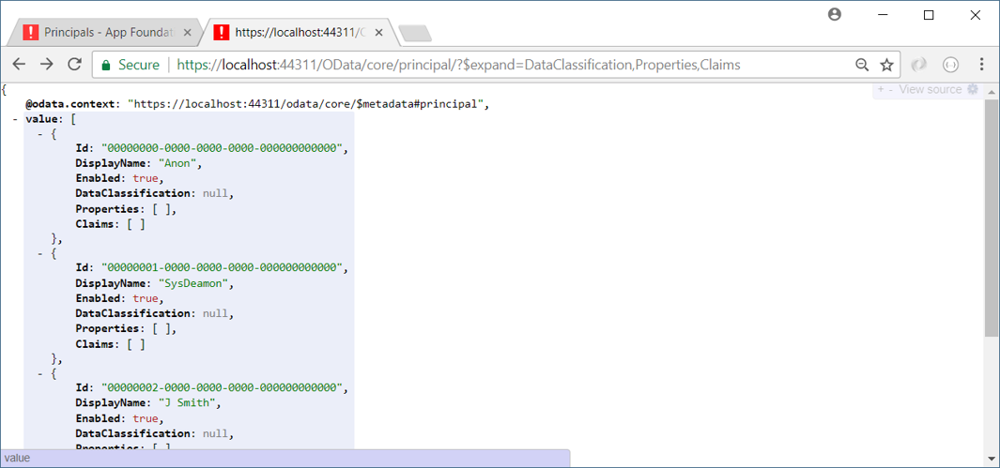 Principals - App Foundat
https://localhost:44311/O
Secure
https://localhost:44311/OData/core/principal/?$expand=DataClassification,Properties,Claims
+ - View source
{
@odata.context: "https://localhost:44311/odata/core/$metadata#principal",
- value: [
- {
Id: "00000000-0000-0000-0000-000000000000",
DisplayName: "Anon",
Enabled: true,
DataClassification: null,
Properties: [ ],
Claims: [ ]
},
- {
Id: "00000001-0000-0000-0000-000000000000",
DisplayName: "SysDeamon",
Enabled: true,
DataClassification: null,
Properties: [ ],
Claims: [ ]
},
- {
Id: "00000002-0000-0000-0000-000000000000",
DisplayName: "J Smith",
Enabled: true,
DataClassification: null,
Properties: [ ]
value